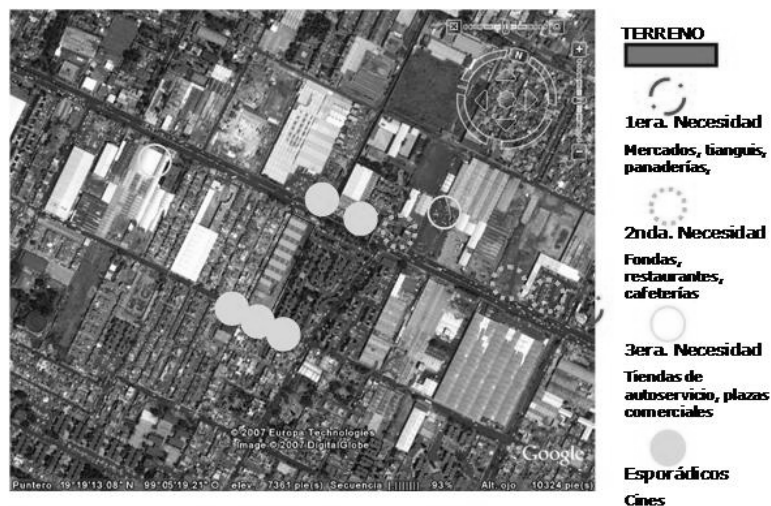 N
© 2007 Europa Technologies
Image © 2007 DigitalGlobe
Google
Puntero 19°19'13.08" N 99°05'19.21" O elev. 7361 pie(s) Secuencia |||||||||| 93% Alt. ojo 10324 pie(s)
TERRENO
1era. Necesidad
Mercados, tianguis,
panaderías,
2nda. Necesidad
Fondas,
restaurantes,
cafeterías
3era. Necesidad
Tiendas de
autoservicio, plazas
comerciales
Esporádicos
Cines